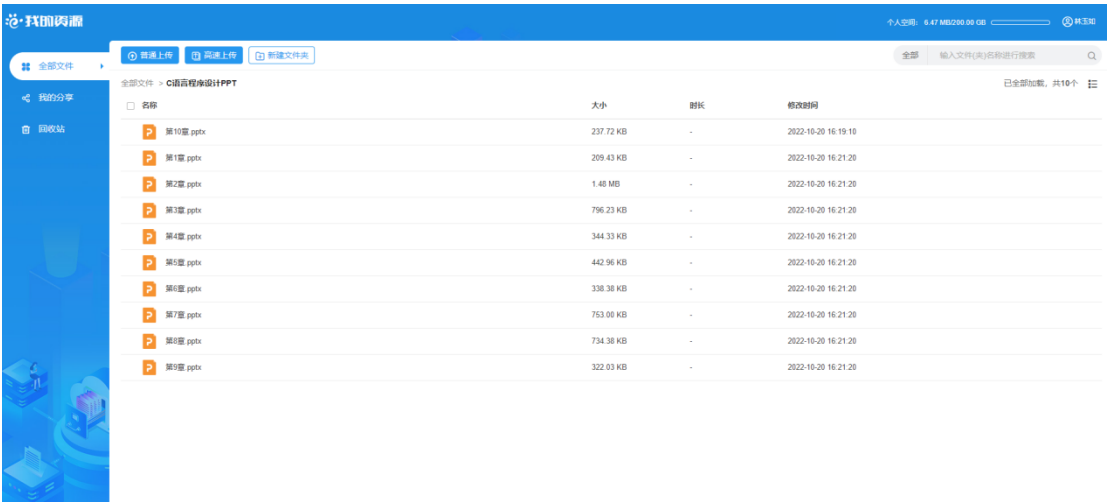 我的资源
个人空间: 6.47 MB/200.00 GB 林玉如
全部文件
我的分享
回收站
普通上传 高速上传 新建文件夹
全部 输入文件(夹)名称进行搜索
全部文件 > C语言程序设计PPT 已全部加载，共10个
名称 大小 时长 修改时间
第10章.pptx 237.72 KB - 2022-10-20 16:19:10
第1章.pptx 209.43 KB - 2022-10-20 16:21:20
第2章.pptx 1.48 MB - 2022-10-20 16:21:20
第3章.pptx 796.23 KB - 2022-10-20 16:21:20
第4章.pptx 344.33 KB - 2022-10-20 16:21:20
第5章.pptx 442.96 KB - 2022-10-20 16:21:20
第6章.pptx 338.38 KB - 2022-10-20 16:21:20
第7章.pptx 753.00 KB - 2022-10-20 16:21:20
第8章.pptx 734.38 KB - 2022-10-20 16:21:20
第9章.pptx 322.03 KB - 2022-10-20 16:21:20